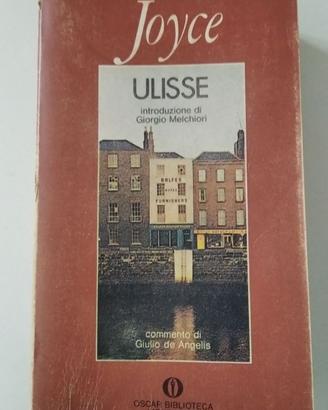 Joyce
ULISSE
introduzione di
Giorgio Melchiori
FURNISHERS
commento di
Giulio de Angelis
OSCAR BIBLIOTECA